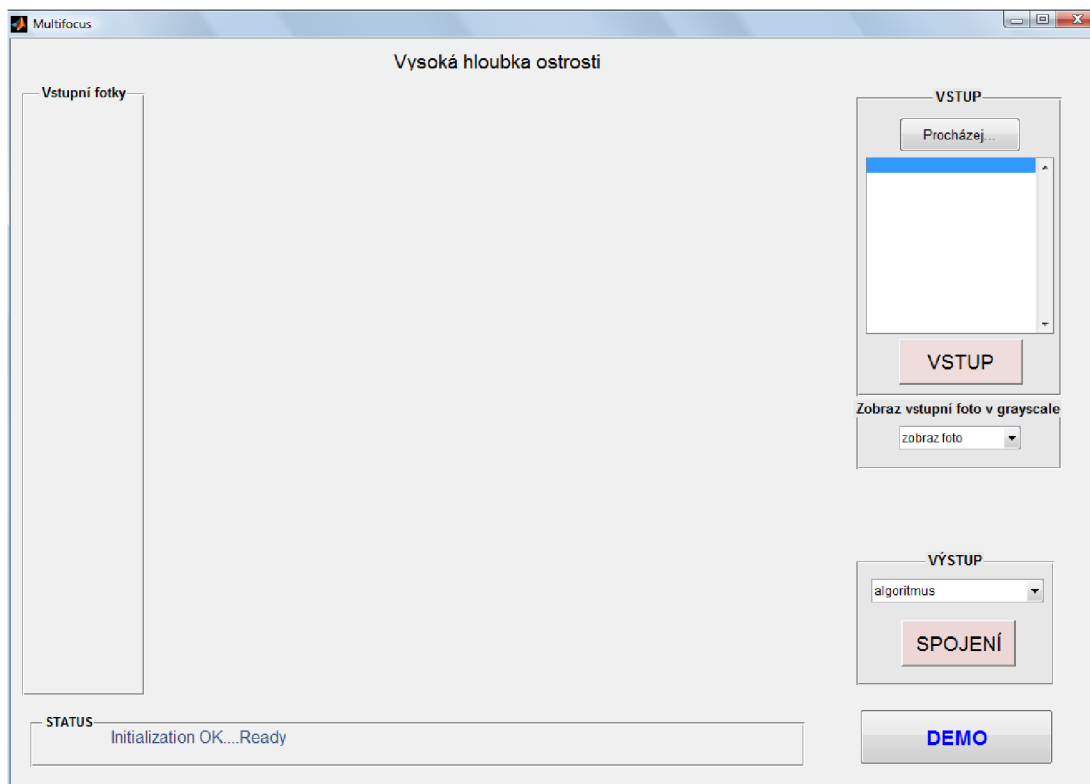 Multifocus
Vysoká hloubka ostrosti
Vstupní fotky
VSTUP
Procházej...
VSTUP
Zobraz vstupní foto v grayscale
zobraz foto
VÝSTUP
algoritmus
SPOJENÍ
STATUS
Initialization OK....Ready
DEMO